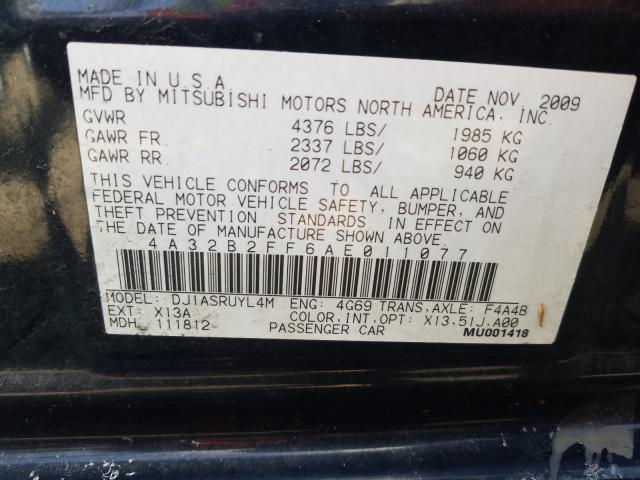 MADE IN U.S.A DATE NOV. 2009
MFD BY MITSUBISHI MOTORS NORTH AMERICA, INC.
GVWR 4376 LBS/ 1985 KG
GAWR FR. 2337 LBS/ 1060 KG
GAWR RR. 2072 LBS/ 940 KG
THIS VEHICLE CONFORMS TO ALL APPLICABLE
FEDERAL MOTOR VEHICLE SAFETY, BUMPER, AND
THEFT PREVENTION STANDARDS IN EFFECT ON
THE DATE OF MANUFACTURE SHOWN ABOVE.
4A32B2FF6AE011077
MODEL: DJ1ASRUYL4M ENG: 4G69 TRANS,AXLE: F4A4B
EXT: X13A COLOR,INT,OPT: X13,51J,A00
MDH: 111812 PASSENGER CAR MU001418